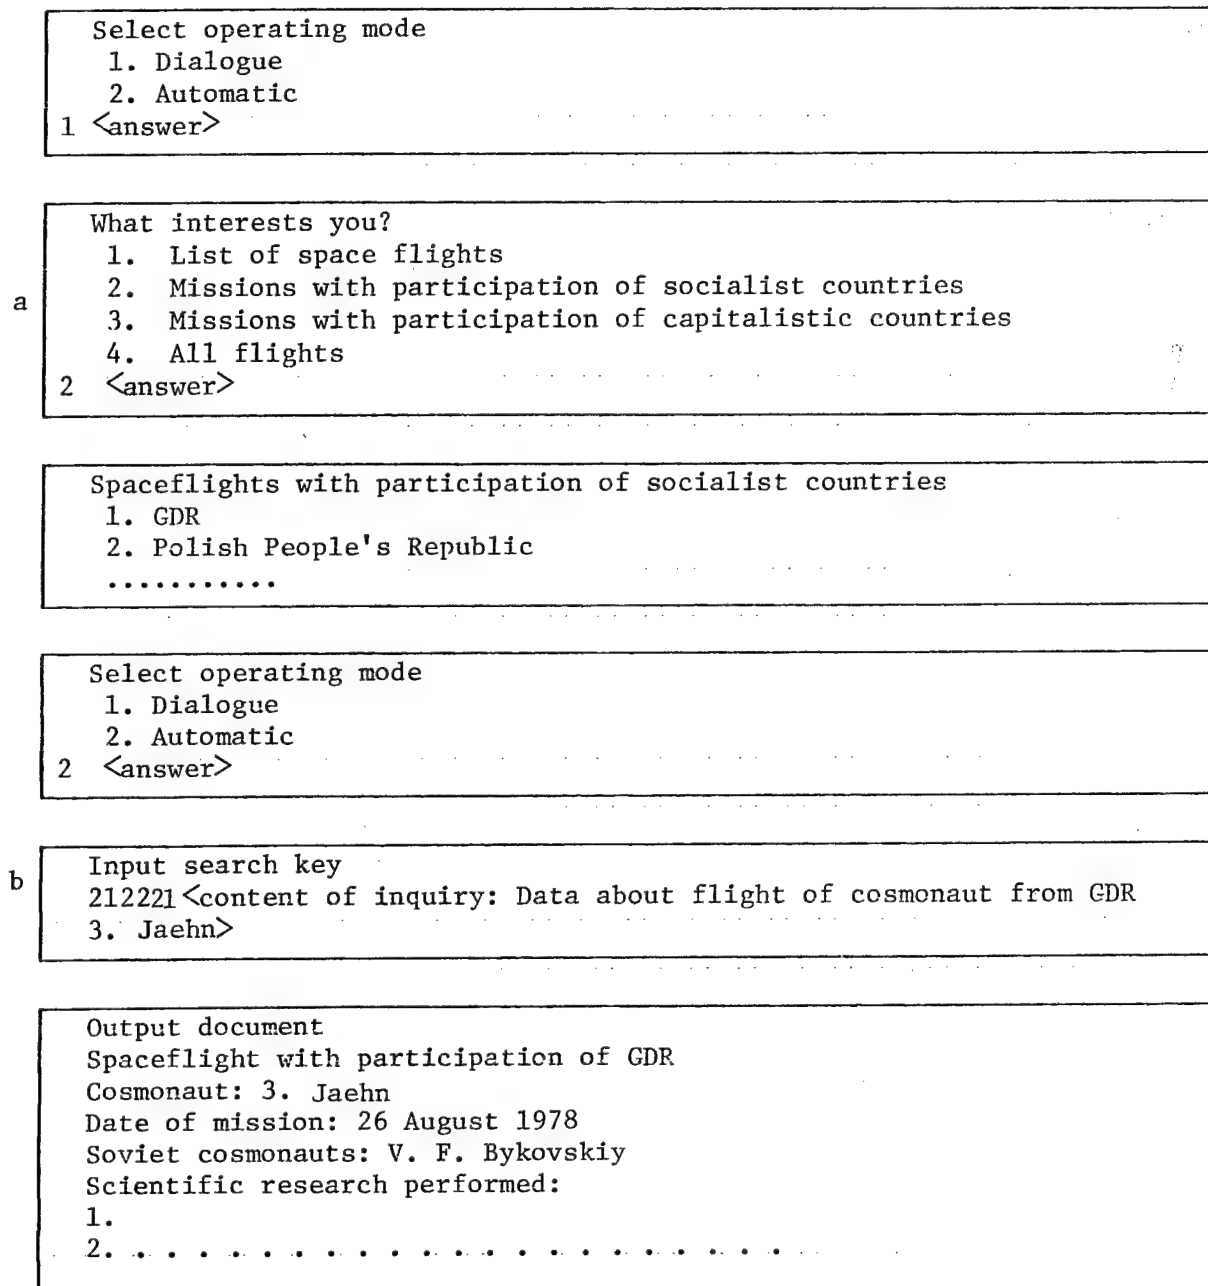 Select operating mode
1. Dialogue
2. Automatic
1 <answer>
What interests you?
1. List of space flights
a
2. Missions with participation of socialist countries
3. Missions with participation of capitalistic countries
4. All flights
2 <answer>
Spaceflights with participation of socialist countries
1. GDR
2. Polish People's Republic
...........
Select operating mode
1. Dialogue
2. Automatic
2 <answer>
b
Input search key
212221<content of inquiry: Data about flight of cosmonaut from GDR
3. Jaehn>
Output document
Spaceflight with participation of GDR
Cosmonaut: 3. Jaehn
Date of mission: 26 August 1978
Soviet cosmonauts: V. F. Bykovskiy
Scientific research performed:
1.
2. . . . . . . . . . . . . . . . . . . . . .